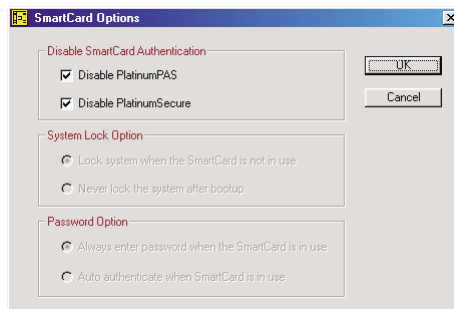 SmartCard Options
Disable SmartCard Authentication
Disable PlatinumPAS
Disable PlatinumSecure
OK
Cancel
System Lock Option
Lock system when the SmartCard is not in use
Never lock the system after bootup
Password Option
Always enter password when the SmartCard is in use
Auto authenticate when SmartCard is in use